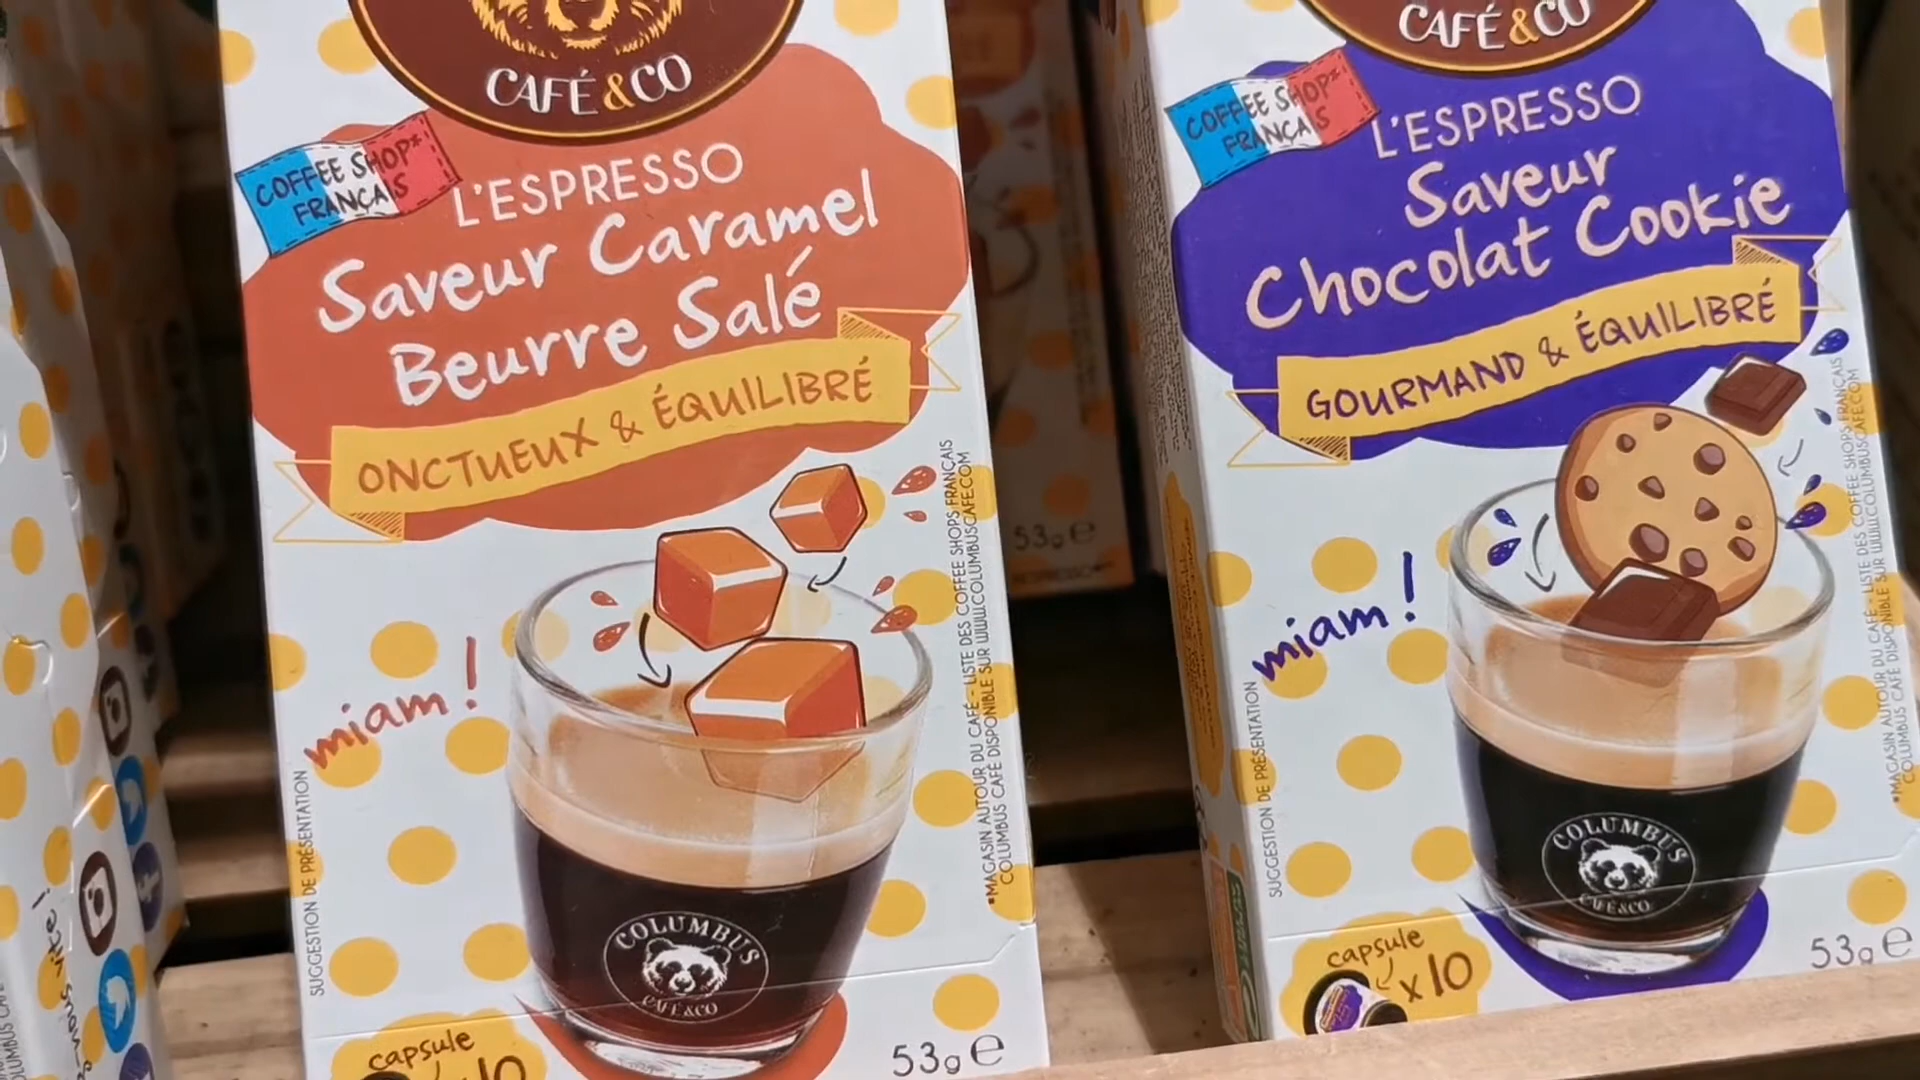 CAFÉ & CO
COFFEE SHOP*
FRANÇAIS
L'ESPRESSO
Saveur Caramel
Beurre Salé
ONCTUEUX & ÉQUILIBRÉ
miam !
SUGGESTION DE PRÉSENTATION
*MAGASIN AUTOUR DU CAFÉ - LISTE DES COFFEE SHOPS FRANÇAIS
COLUMBUS CAFÉ DISPONIBLE SUR WWW.COLUMBUSCAFE.COM
COLUMBUS
CAFÉ & CO
capsule
x10
53g e
CAFÉ & CO
COFFEE SHOP*
FRANÇAIS
L'ESPRESSO
Saveur
Chocolat Cookie
GOURMAND & ÉQUILIBRÉ
miam !
SUGGESTION DE PRÉSENTATION
*MAGASIN AUTOUR DU CAFÉ - LISTE DES COFFEE SHOPS FRANÇAIS
COLUMBUS CAFÉ DISPONIBLE SUR WWW.COLUMBUSCAFE.COM
COLUMBUS
CAFÉ & CO
capsule
x10
53g e
53g e